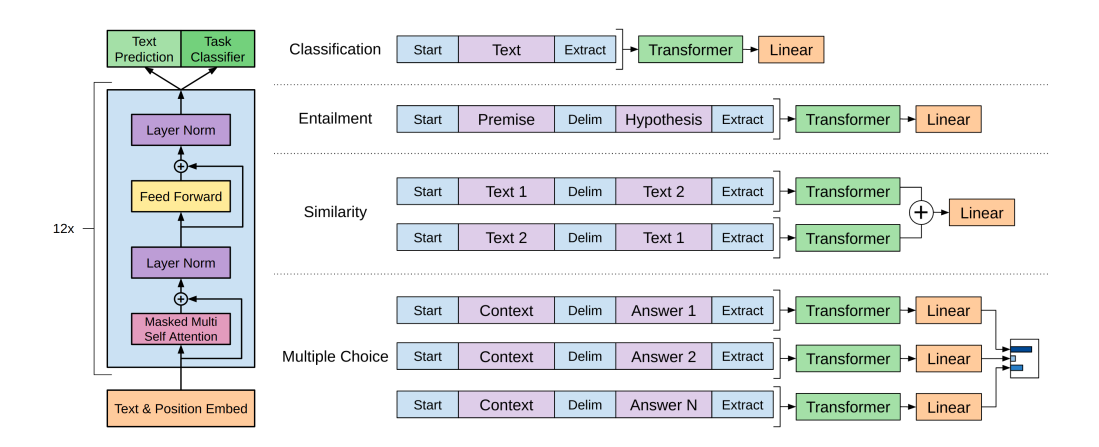 Text
Prediction
Task
Classifier
12x
Layer Norm
Feed Forward
Layer Norm
Masked Multi
Self Attention
Text & Position Embed
Classification Start Text Extract Transformer Linear
Entailment Start Premise Delim Hypothesis Extract Transformer Linear
Similarity
Start Text 1 Delim Text 2 Extract Transformer
Start Text 2 Delim Text 1 Extract Transformer
Linear
Multiple Choice
Start Context Delim Answer 1 Extract Transformer Linear
Start Context Delim Answer 2 Extract Transformer Linear
Start Context Delim Answer N Extract Transformer Linear